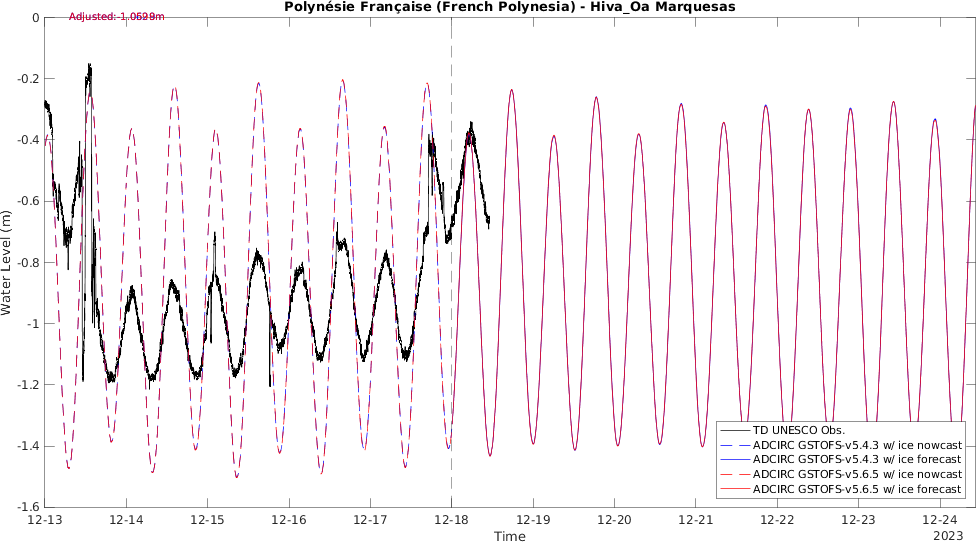 Polynésie Française (French Polynesia) - Hiva_Oa Marquesas
0
-0.2
-0.4
-0.6
-0.8
-1
-1.2
-1.4
-1.6
Water Level (m)
TD UNESCO Obs.
ADCIRC GSTOFS-v5.4.3 w/ ice nowcast
ADCIRC GSTOFS-v5.4.3 w/ ice forecast
ADCIRC GSTOFS-v5.6.5 w/ ice nowcast
ADCIRC GSTOFS-v5.6.5 w/ ice forecast
12-13 12-14 12-15 12-16 12-17 12-18 12-19 12-20 12-21 12-22 12-23 12-24
2023
Time
Adjusted: